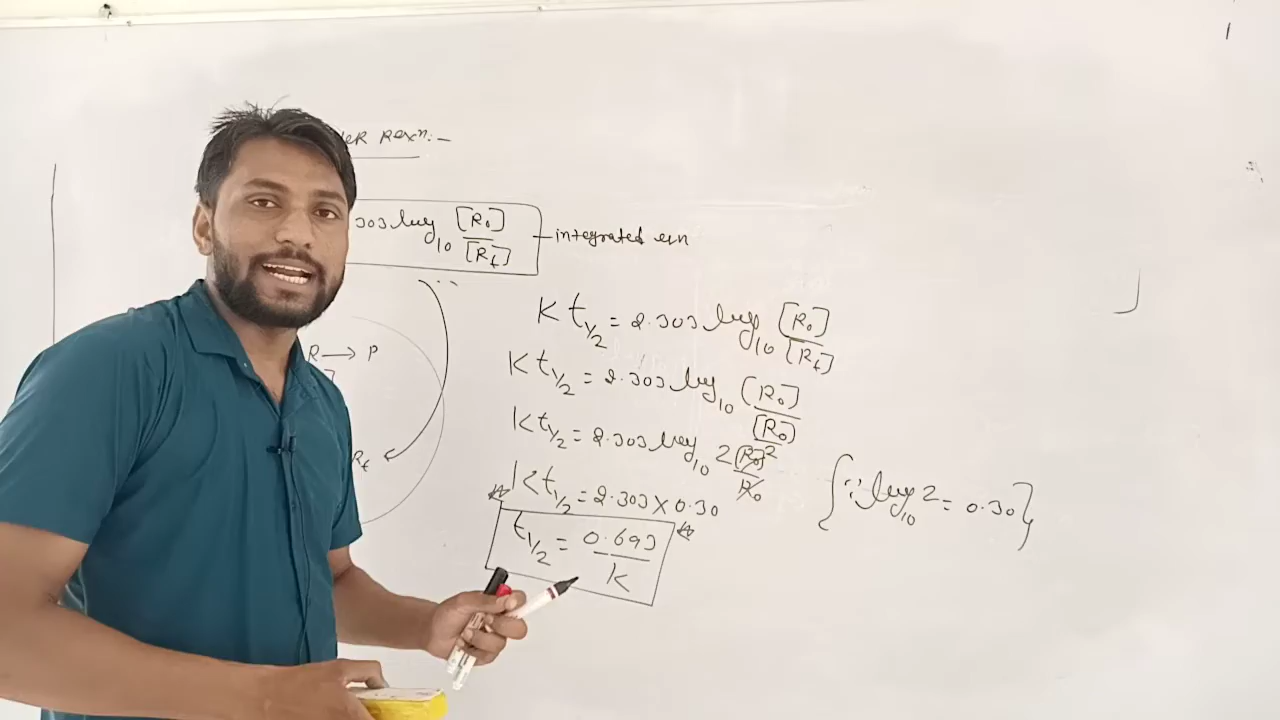 Rexn:-
303 log₁₀ [R₀]/[Rₜ] — integrated eqn
R → P
Rₜ
K t₁/₂ = 2.303 log₁₀ [R₀]/[Rₜ]
K t₁/₂ = 2.303 log₁₀ [R₀]/[R₀]
K t₁/₂ = 2.303 log₁₀ 2[R₀]²/R₀
K t₁/₂ = 2.303 × 0.30
{∵ log₁₀ 2 = 0.30}
t₁/₂ = 0.693/K